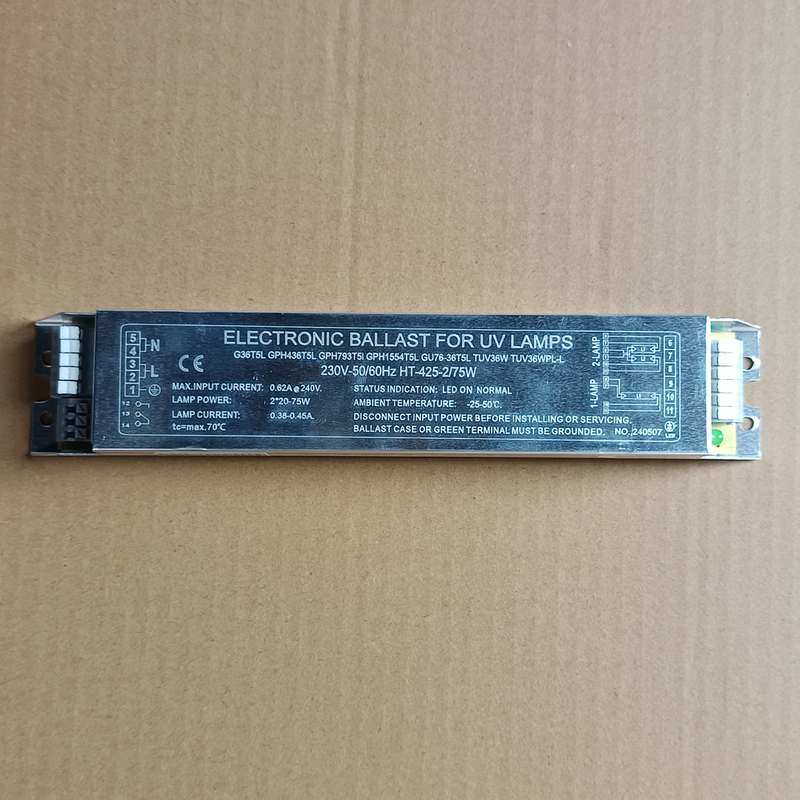 ELECTRONIC BALLAST FOR UV LAMPS
G36T5L GPH436T5L GPH793T5l GPH1554T5L GU76-36T5L TUV36W TUV36WPL-L
230V-50/60Hz HT-425-2/75W
CE
MAX.INPUT CURRENT: 0.62A@240V.
LAMP POWER: 2*20-75W
LAMP CURRENT: 0.38-0.45A.
tc=max.70℃
STATUS INDICATION: LED ON NORMAL
AMBIENT TEMPERATURE: -25-50℃.
DISCONNECT INPUT POWER BEFORE INSTALLING OR SERVICING.
BALLAST CASE OR GREEN TERMINAL MUST BE GROUNDED. NO.:240507
5
4
3
2
1
N
L
12
13
14
2-LAMP
1-LAMP
6
7
8
9
10
11
LED